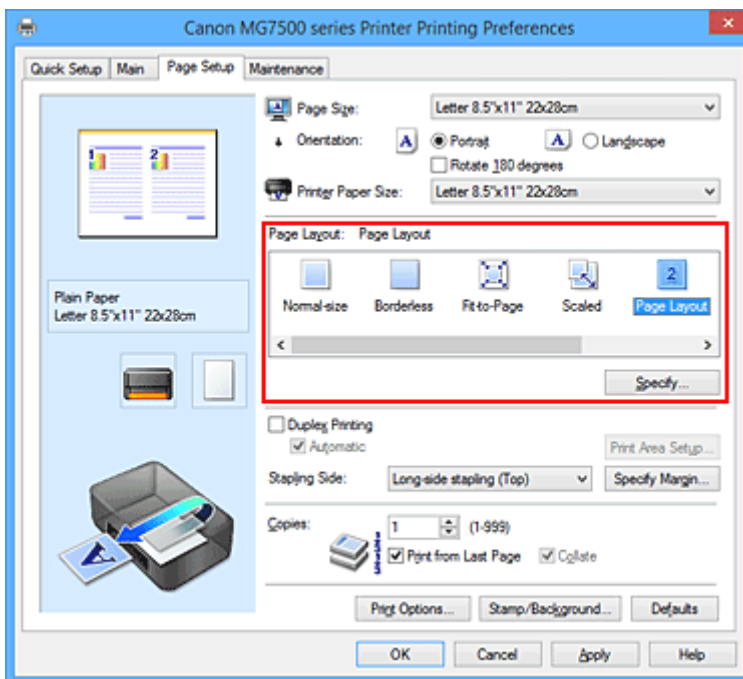 Canon MG7500 series Printer Printing Preferences
Quick Setup Main Page Setup Maintenance
1 2
Plain Paper
Letter 8.5"x11" 22x28cm
Page Size: Letter 8.5"x11" 22x28cm
Orientation: A Portrait A Landscape
Rotate 180 degrees
Printer Paper Size: Letter 8.5"x11" 22x28cm
Page Layout: Page Layout
2
Normal-size Borderless Fit-to-Page Scaled Page Layout
Specify...
Duplex Printing
Automatic Print Area Setup...
Stapling Side: Long-side stapling (Top) Specify Margin...
Copies: 1 (1-999)
Print from Last Page Collate
A
Print Options... Stamp/Background... Defaults
OK Cancel Apply Help